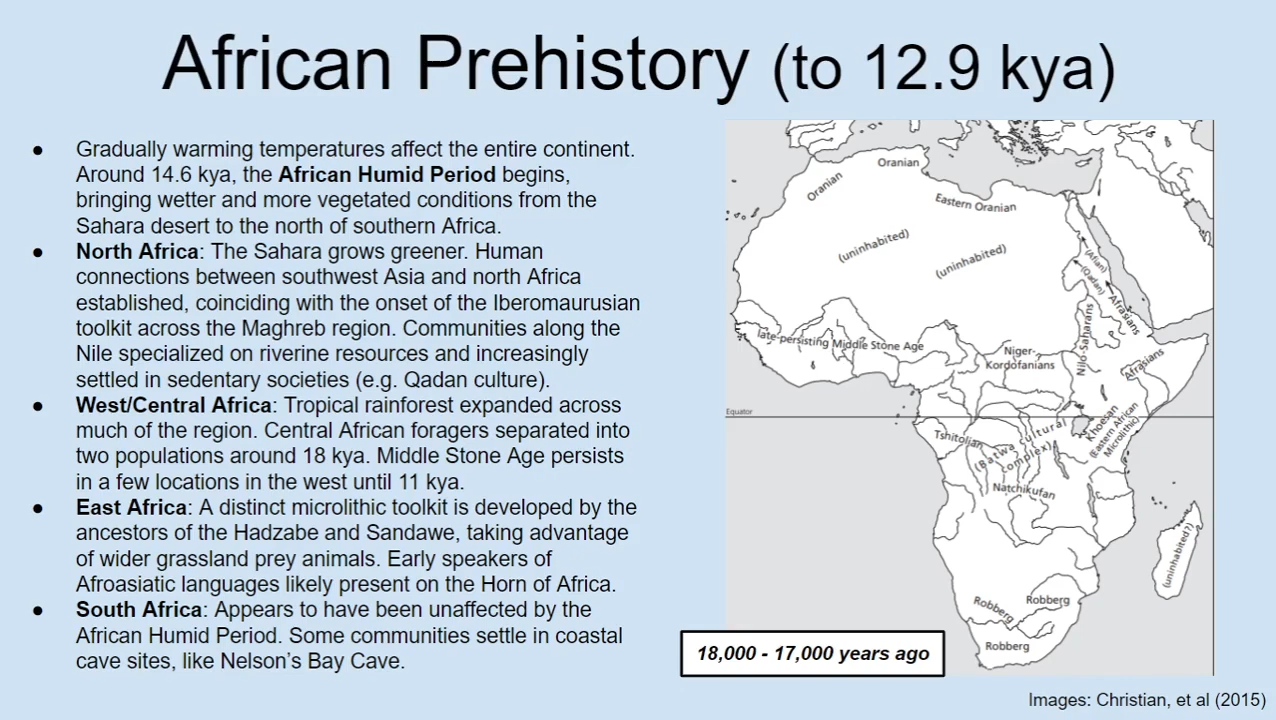 African Prehistory (to 12.9 kya)
● Gradually warming temperatures affect the entire continent.
Around 14.6 kya, the African Humid Period begins,
bringing wetter and more vegetated conditions from the
Sahara desert to the north of southern Africa.
● North Africa: The Sahara grows greener. Human
connections between southwest Asia and north Africa
established, coinciding with the onset of the Iberomaurusian
toolkit across the Maghreb region. Communities along the
Nile specialized on riverine resources and increasingly
settled in sedentary societies (e.g. Qadan culture).
● West/Central Africa: Tropical rainforest expanded across
much of the region. Central African foragers separated into
two populations around 18 kya. Middle Stone Age persists
in a few locations in the west until 11 kya.
● East Africa: A distinct microlithic toolkit is developed by the
ancestors of the Hadzabe and Sandawe, taking advantage
of wider grassland prey animals. Early speakers of
Afroasiatic languages likely present on the Horn of Africa.
● South Africa: Appears to have been unaffected by the
African Humid Period. Some communities settle in coastal
cave sites, like Nelson's Bay Cave.
Oranian
Oranian
Eastern Oranian
(uninhabited)
(uninhabited)
(Afian)
(Qadan)
Afrasians
Nilo-Saharans
late-persisting Middle Stone Age
Niger-
Kordofanians
Afrasians
Equator
Khoesan
(Eastern African
Microlithic)
Tshitolian
(Batwa cultural
complex)
Natchikufan
(uninhabited?)
Robberg
Robberg
Robberg
18,000 - 17,000 years ago
Images: Christian, et al (2015)